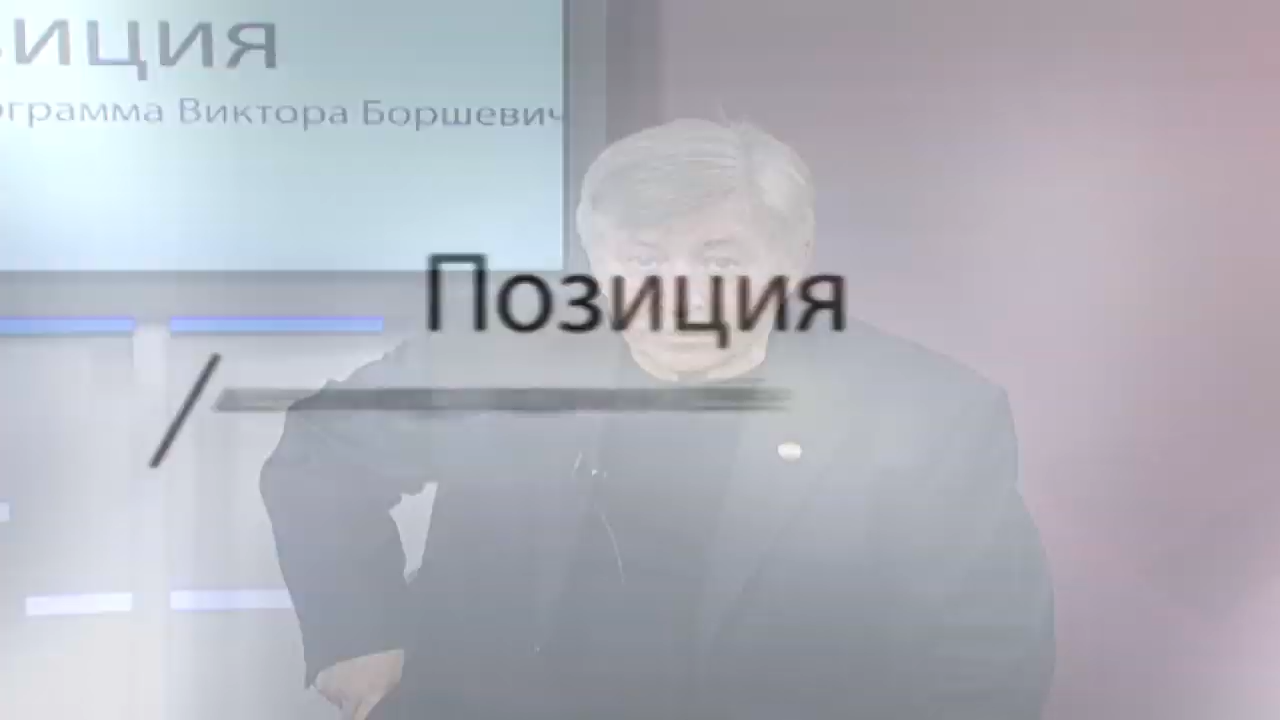 зиция
ограмма Виктора Боршевич
Позиция